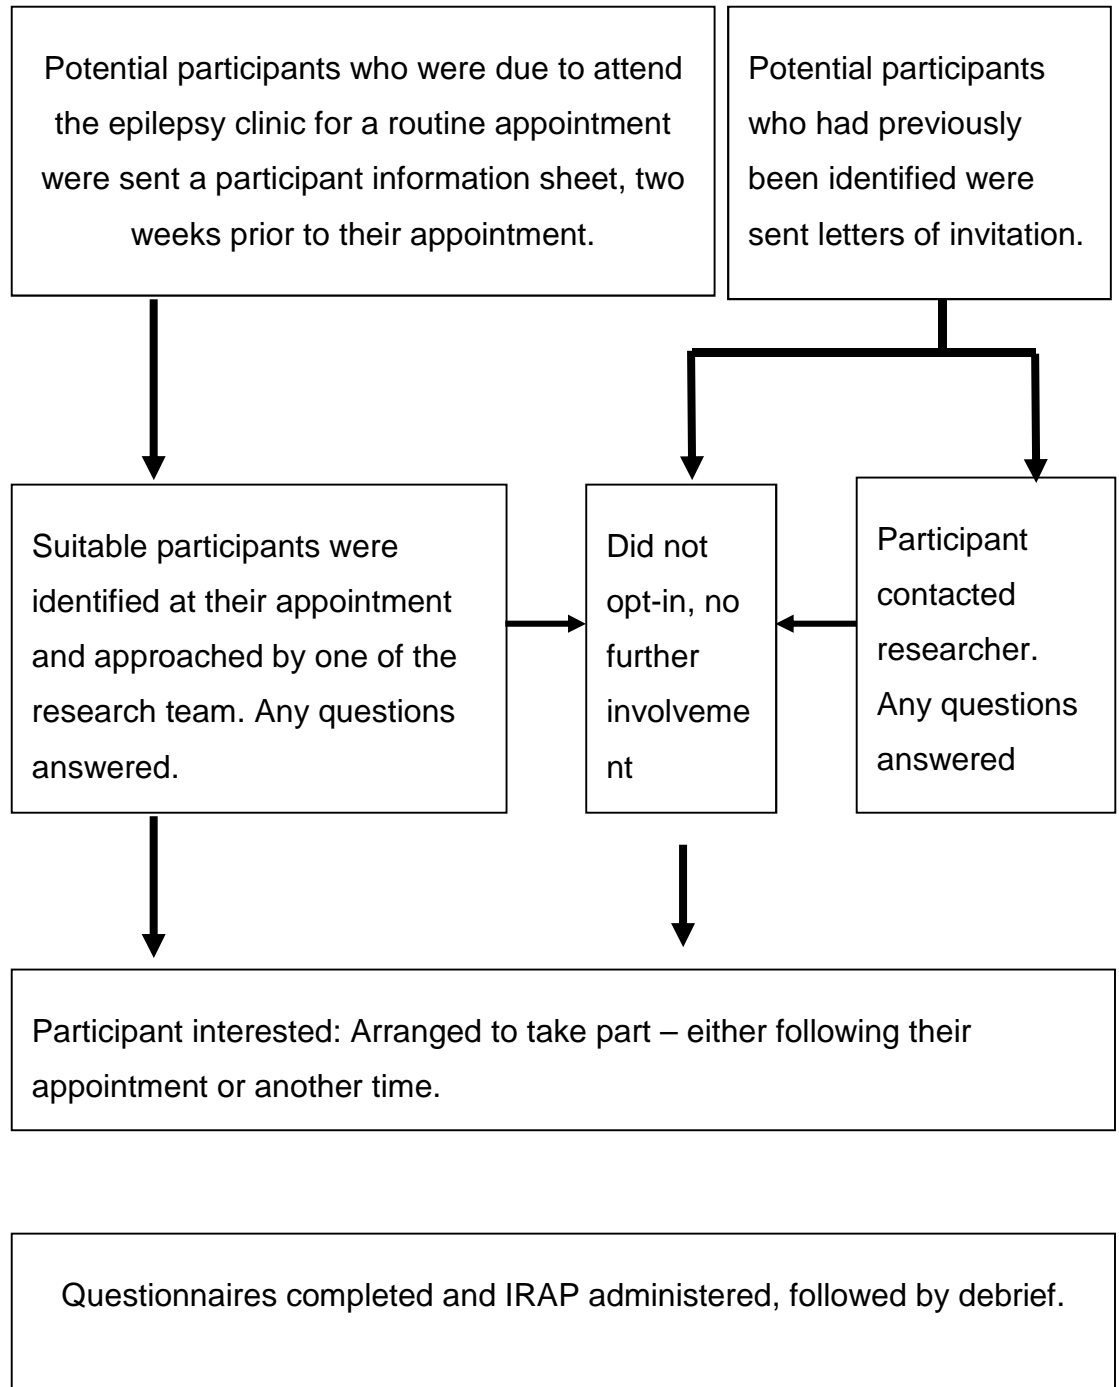 Potential participants who were due to attend
the epilepsy clinic for a routine appointment
were sent a participant information sheet, two
weeks prior to their appointment.
Potential participants
who had previously
been identified were
sent letters of invitation.
Suitable participants were
identified at their appointment
and approached by one of the
research team. Any questions
answered.
Did not
opt-in, no
further
involveme
nt
Participant
contacted
researcher.
Any questions
answered
Participant interested: Arranged to take part – either following their
appointment or another time.
Questionnaires completed and IRAP administered, followed by debrief.